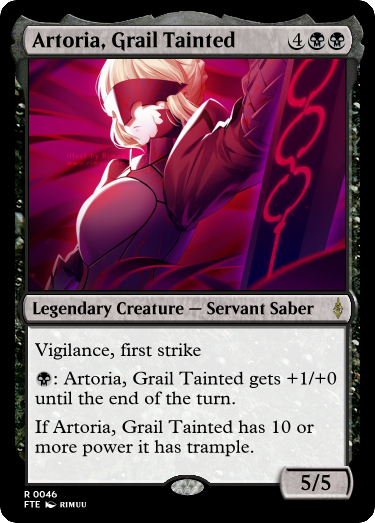 Artoria, Grail Tainted 4
Legendary Creature — Servant Saber
Vigilance, first strike
: Artoria, Grail Tainted gets +1/+0
until the end of the turn.
If Artoria, Grail Tainted has 10 or
more power it has trample.
5/5
R 0046
FTE RIMUU